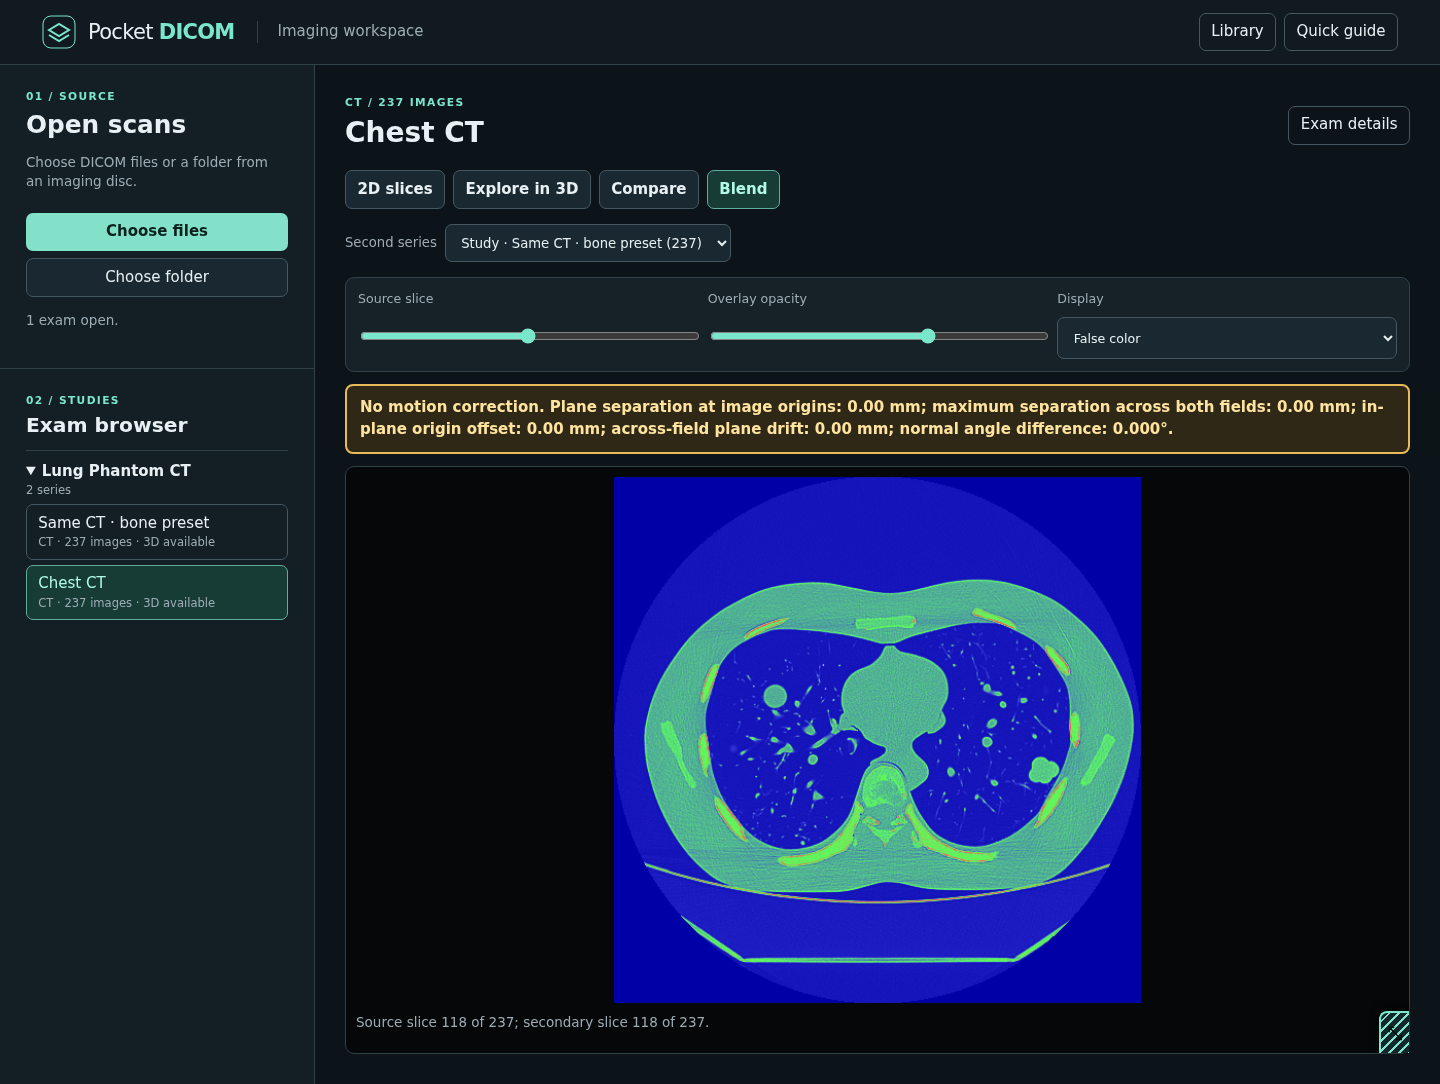 Pocket DICOM
Imaging workspace
Library
Quick guide
01 / SOURCE
Open scans
Choose DICOM files or a folder from
an imaging disc.
Choose files
Choose folder
1 exam open.
02 / STUDIES
Exam browser
Lung Phantom CT
2 series
Same CT · bone preset
CT · 237 images · 3D available
Chest CT
CT · 237 images · 3D available
CT / 237 IMAGES
Chest CT
Exam details
2D slices
Explore in 3D
Compare
Blend
Second series
Study · Same CT · bone preset (237)
Source slice
Overlay opacity
Display
False color
No motion correction. Plane separation at image origins: 0.00 mm; maximum separation across both fields: 0.00 mm; in-
plane origin offset: 0.00 mm; across-field plane drift: 0.00 mm; normal angle difference: 0.000°.
Source slice 118 of 237; secondary slice 118 of 237.